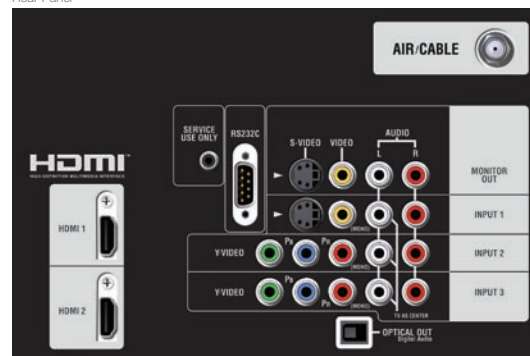 Rear Panel
AIR/CABLE
SERVICE
USE ONLY
RS232C
S-VIDEO
VIDEO
AUDIO
L
R
MONITOR
OUT
HDMI
HIGH-DEFINITION MULTIMEDIA INTERFACE
INPUT 1
(MONO)
HDMI 1
Y VIDEO
PB
PR
(MONO)
INPUT 2
Y VIDEO
PB
PR
INPUT 3
HDMI 2
TV AS CENTER
OPTICAL OUT
Digital Audio